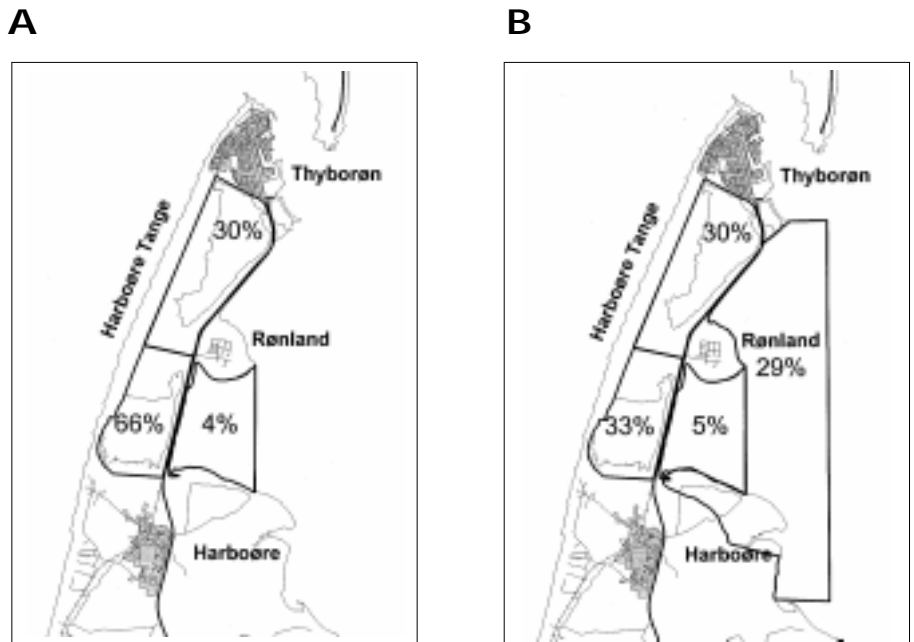 A
Thyborøn
30%
Harboøre Tange
Rønland
66%
4%
Harboøre
B
Thyborøn
30%
Harboøre Tange
Rønland
29%
33%
5%
Harboøre